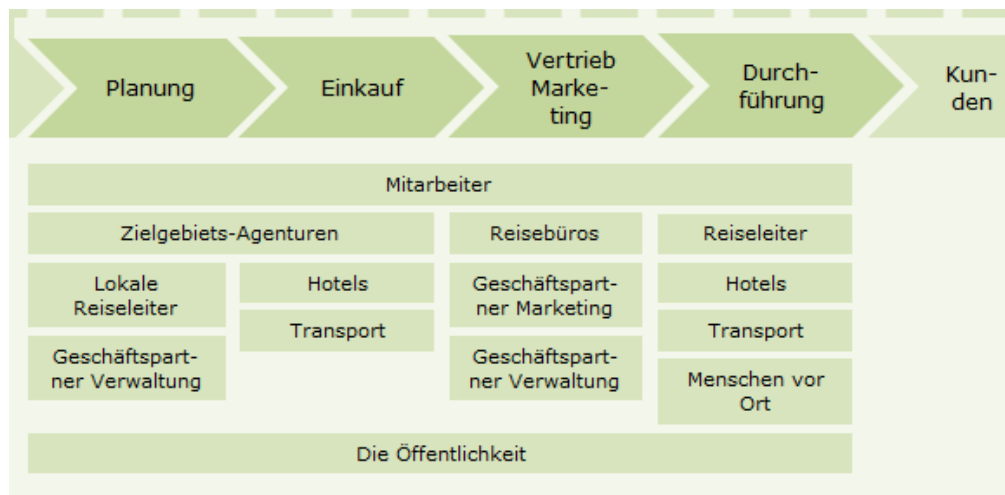 Planung
Einkauf
Vertrieb
Marke-
ting
Durch-
führung
Kun-
den
Mitarbeiter
Zielgebiets-Agenturen
Reisebüros
Reiseleiter
Lokale
Reiseleiter
Hotels
Geschäftspart-
ner Marketing
Hotels
Transport
Transport
Geschäftspart-
ner Verwaltung
Geschäftspart-
ner Verwaltung
Menschen vor
Ort
Die Öffentlichkeit